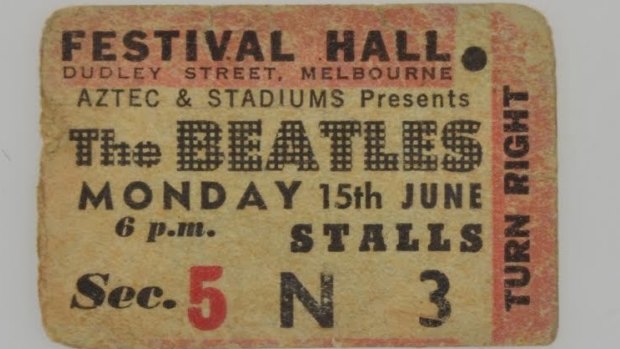 FESTIVAL HALL
DUDLEY STREET, MELBOURNE
AZTEC & STADIUMS Presents
The BEATLES
MONDAY 15th JUNE
6 p.m. STALLS
Sec. 5 N 3
TURN RIGHT